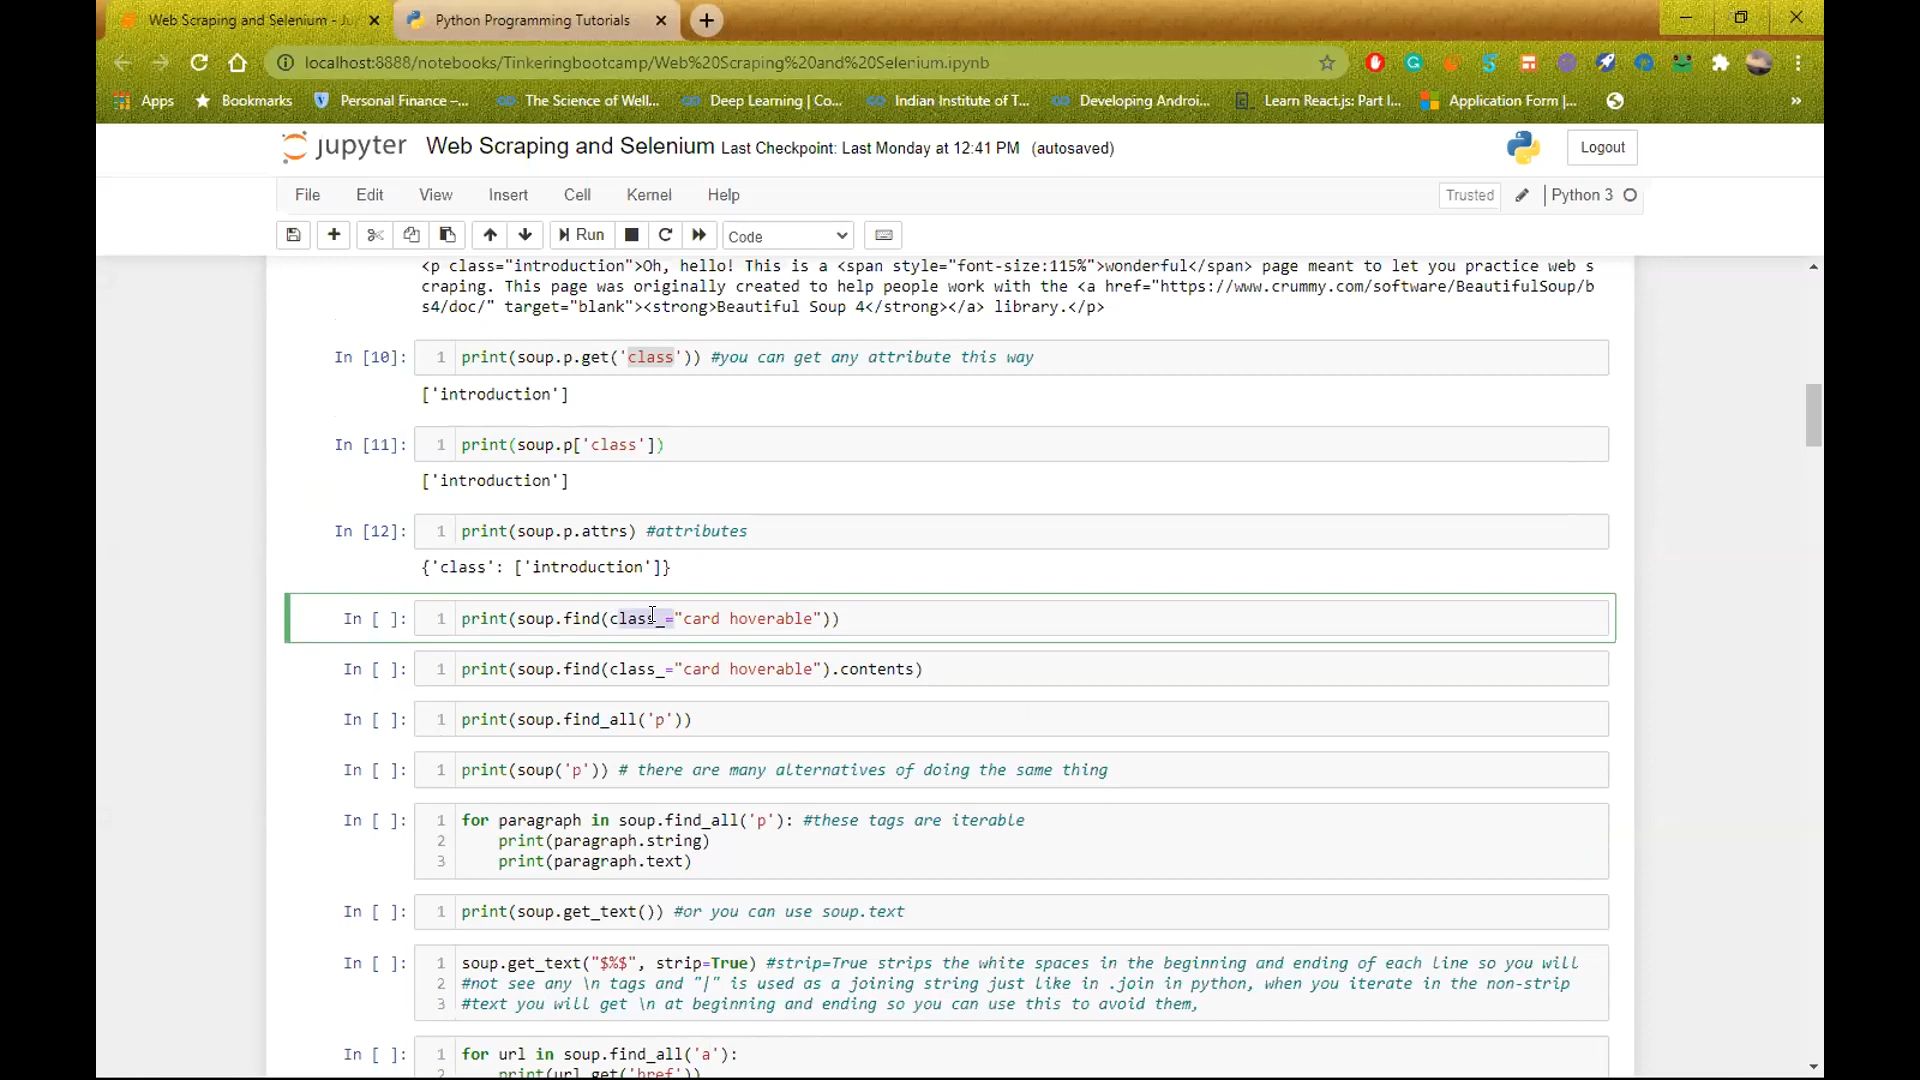 Web Scraping and Selenium - Ju
Python Programming Tutorials
localhost:8888/notebooks/Tinkeringbootcamp/Web%20Scraping%20and%20Selenium.ipynb
Apps Bookmarks Personal Finance –... The Science of Well... Deep Learning | Co... Indian Institute of T... Developing Androi... Learn React.js: Part I... Application Form |... »
jupyter Web Scraping and Selenium Last Checkpoint: Last Monday at 12:41 PM (autosaved) Logout
File Edit View Insert Cell Kernel Help Trusted Python 3
Run Code
<p class="introduction">Oh, hello! This is a <span style="font-size:115%">wonderful</span> page meant to let you practice web s
craping. This page was originally created to help people work with the <a href="https://www.crummy.com/software/BeautifulSoup/b
s4/doc/" target="blank"><strong>Beautiful Soup 4</strong></a> library.</p>
In [10]: 1 print(soup.p.get('class')) #you can get any attribute this way
['introduction']
In [11]: 1 print(soup.p['class'])
['introduction']
In [12]: 1 print(soup.p.attrs) #attributes
{'class': ['introduction']}
In [ ]: 1 print(soup.find(class_="card hoverable"))
In [ ]: 1 print(soup.find(class_="card hoverable").contents)
In [ ]: 1 print(soup.find_all('p'))
In [ ]: 1 print(soup('p')) # there are many alternatives of doing the same thing
In [ ]: 1 for paragraph in soup.find_all('p'): #these tags are iterable
2 print(paragraph.string)
3 print(paragraph.text)
In [ ]: 1 print(soup.get_text()) #or you can use soup.text
In [ ]: 1 soup.get_text("$%$", strip=True) #strip=True strips the white spaces in the beginning and ending of each line so you will
2 #not see any \n tags and "|" is used as a joining string just like in .join in python, when you iterate in the non-strip
3 #text you will get \n at beginning and ending so you can use this to avoid them,
In [ ]: 1 for url in soup.find_all('a'):
2 print(url.get('href'))